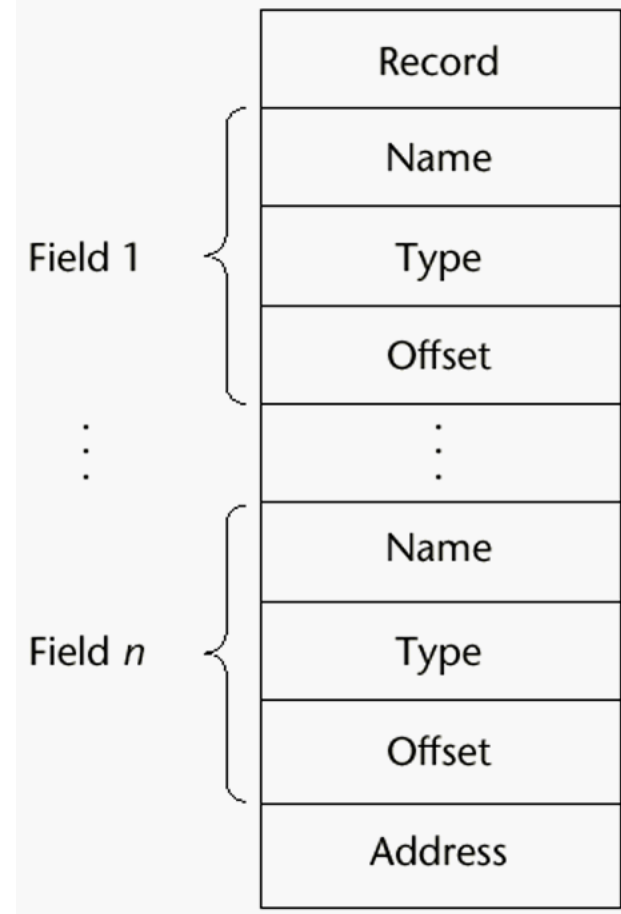 Record
Name
Field 1
Type
Offset
⋮ ⋮
Name
Field n
Type
Offset
Address